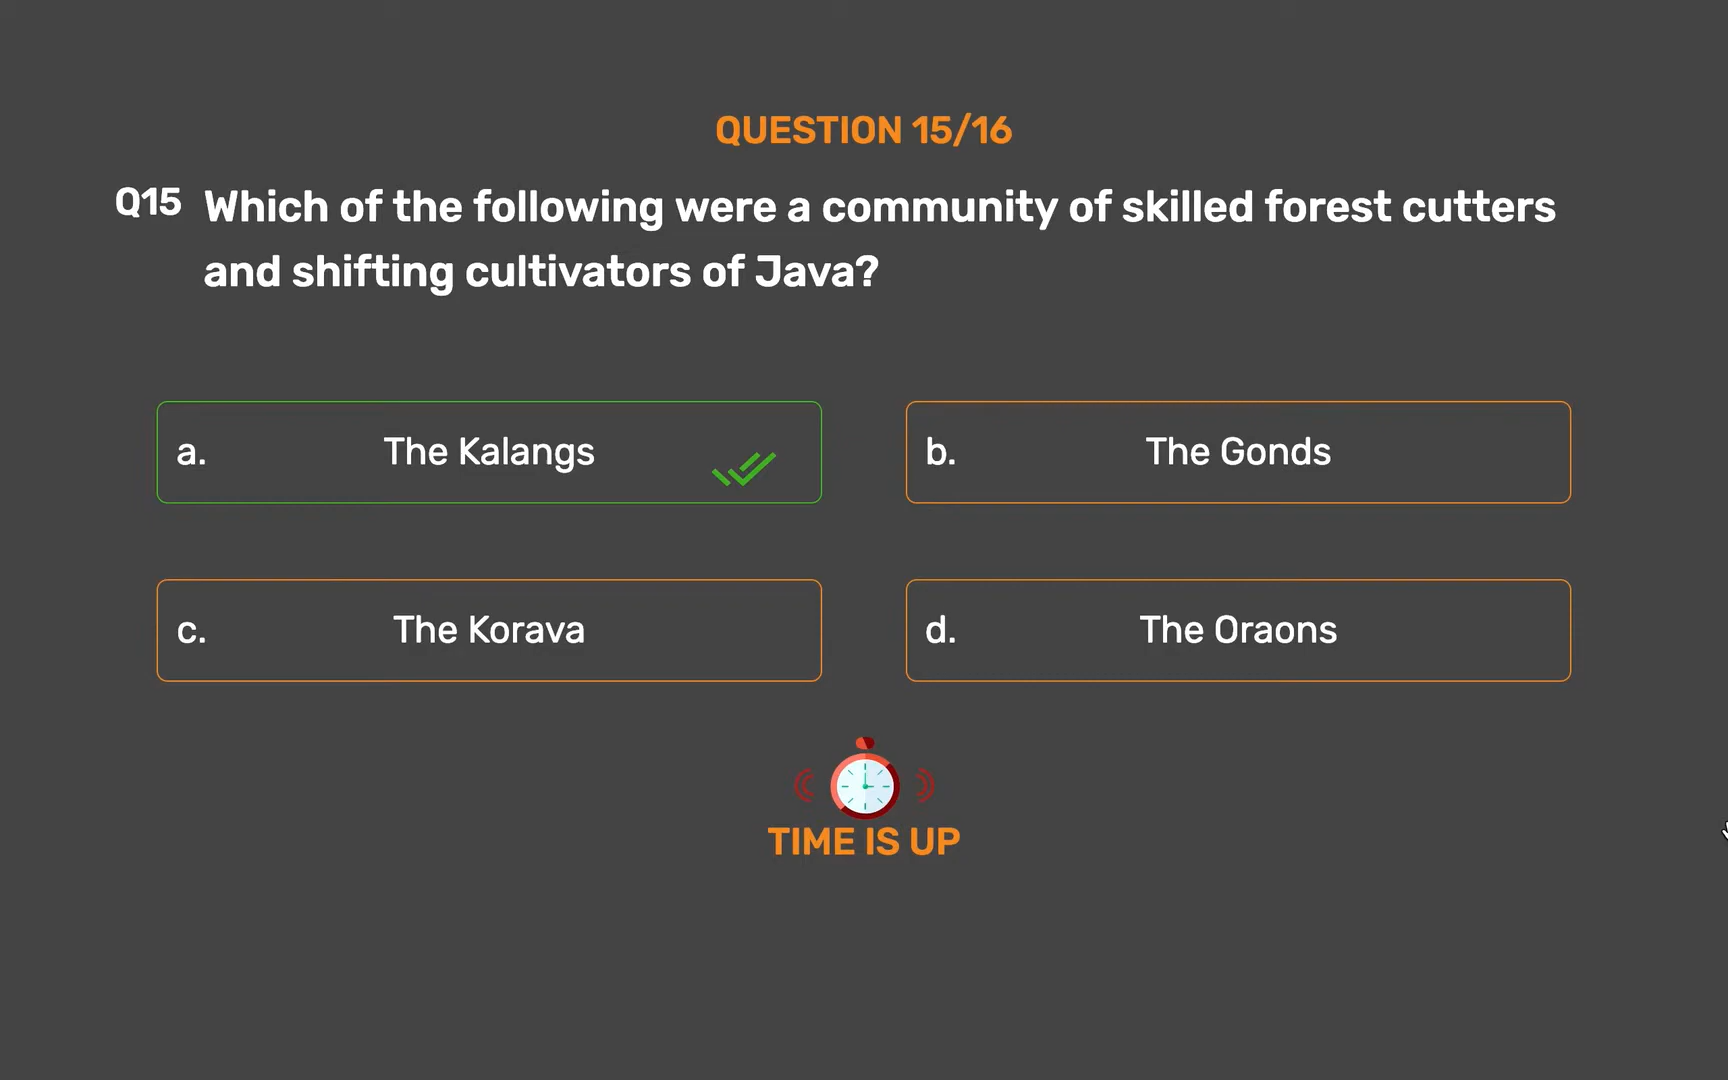 QUESTION 15/16
Q15 Which of the following were a community of skilled forest cutters
and shifting cultivators of Java?
a. The Kalangs
b. The Gonds
c. The Korava
d. The Oraons
TIME IS UP